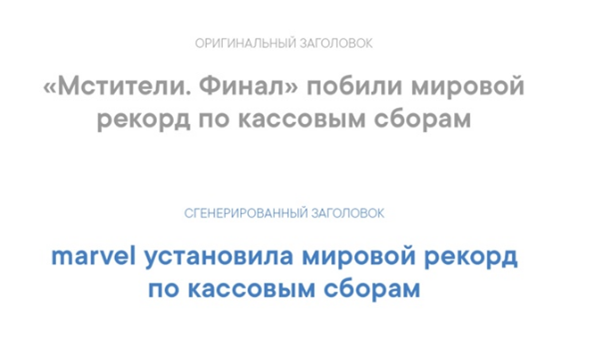 ОРИГИНАЛЬНЫЙ ЗАГОЛОВОК
«Мстители. Финал» побили мировой
рекорд по кассовым сборам
СГЕНЕРИРОВАННЫЙ ЗАГОЛОВОК
marvel установила мировой рекорд
по кассовым сборам